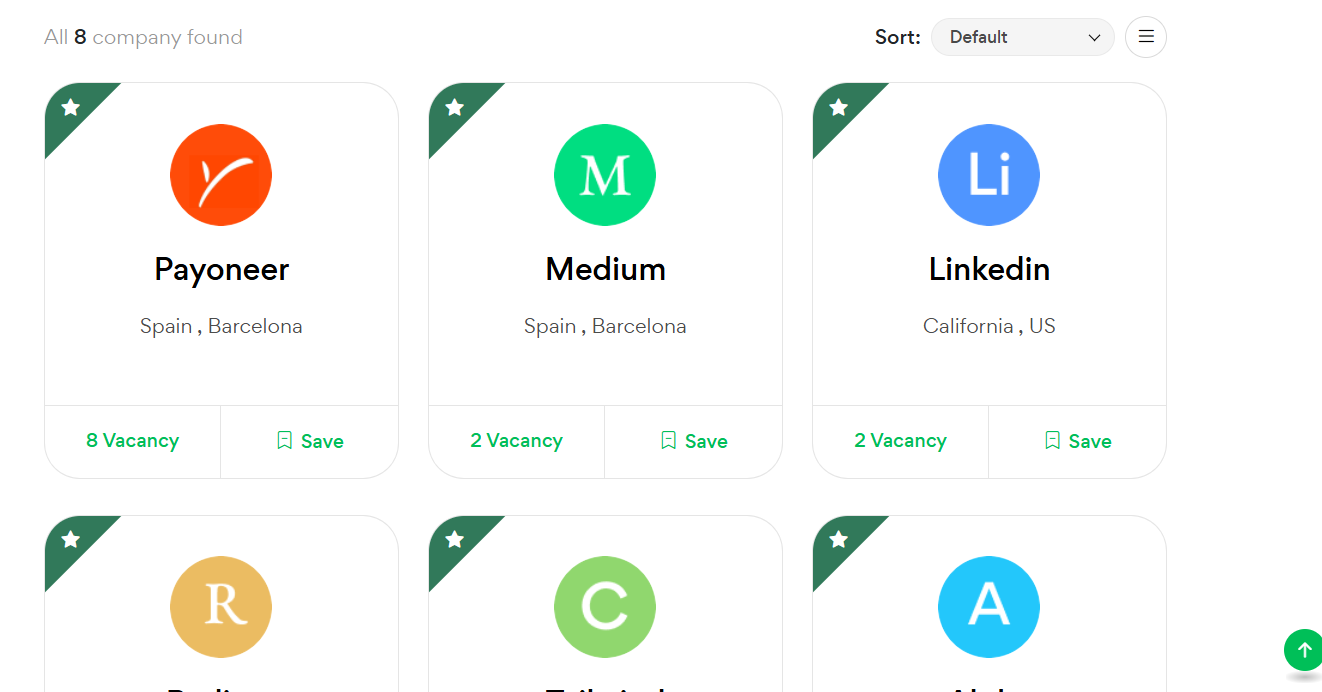 All 8 company found
Sort: Default
M
Li
Payoneer
Medium
Linkedin
Spain , Barcelona
Spain , Barcelona
California , US
8 Vacancy
Save
2 Vacancy
Save
2 Vacancy
Save
R
C
A